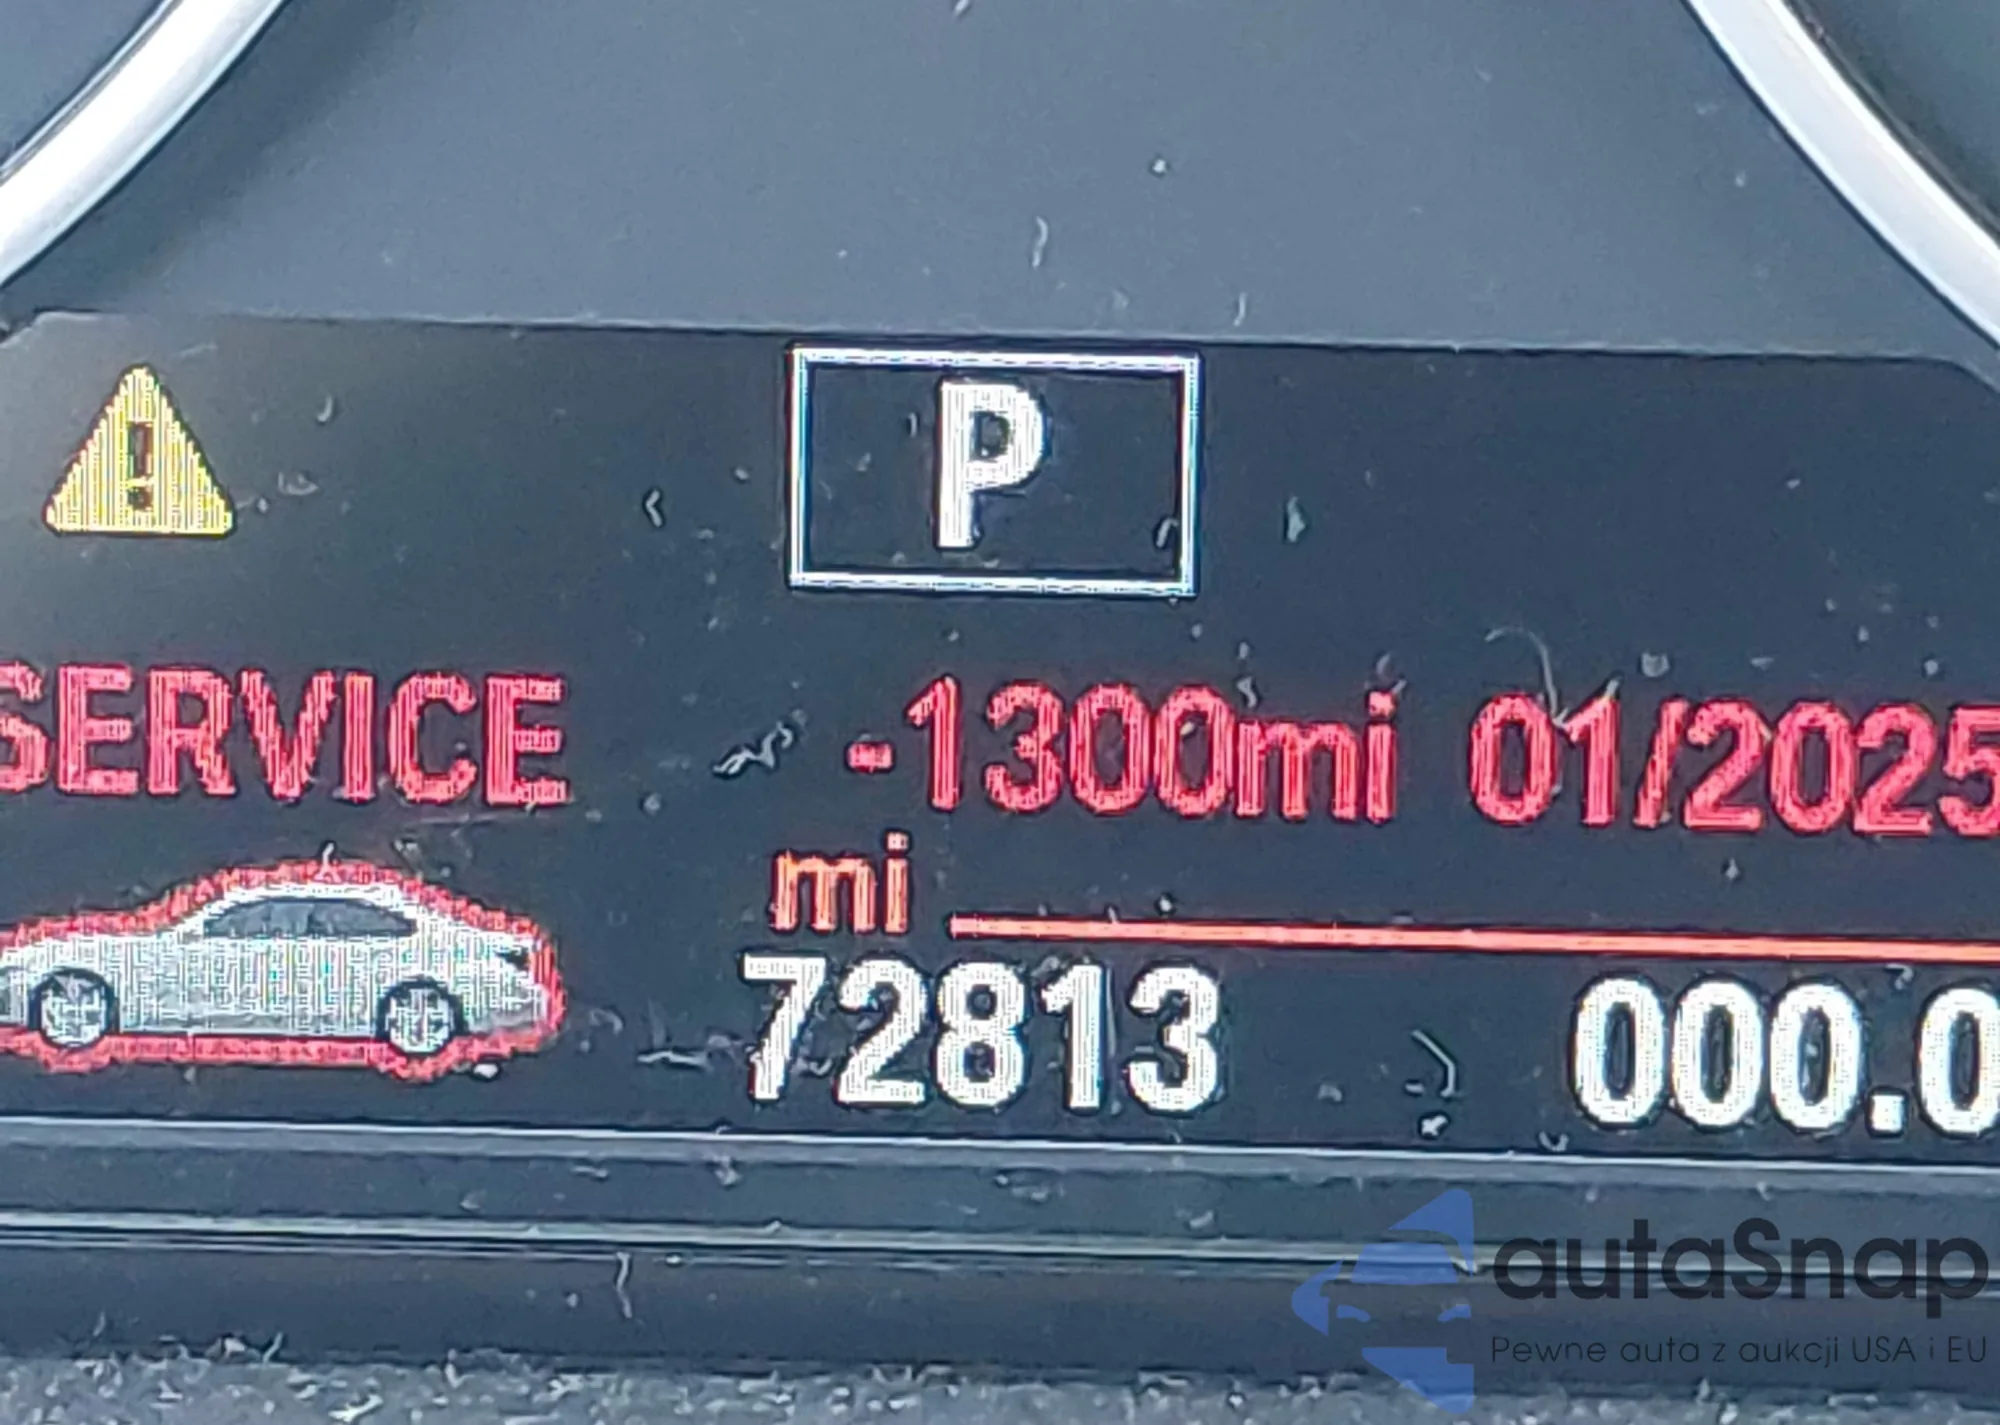 P
SERVICE -1300mi 01/2025
mi
72813 000.0
autaSnap
Pewne auta z aukcji USA i EU